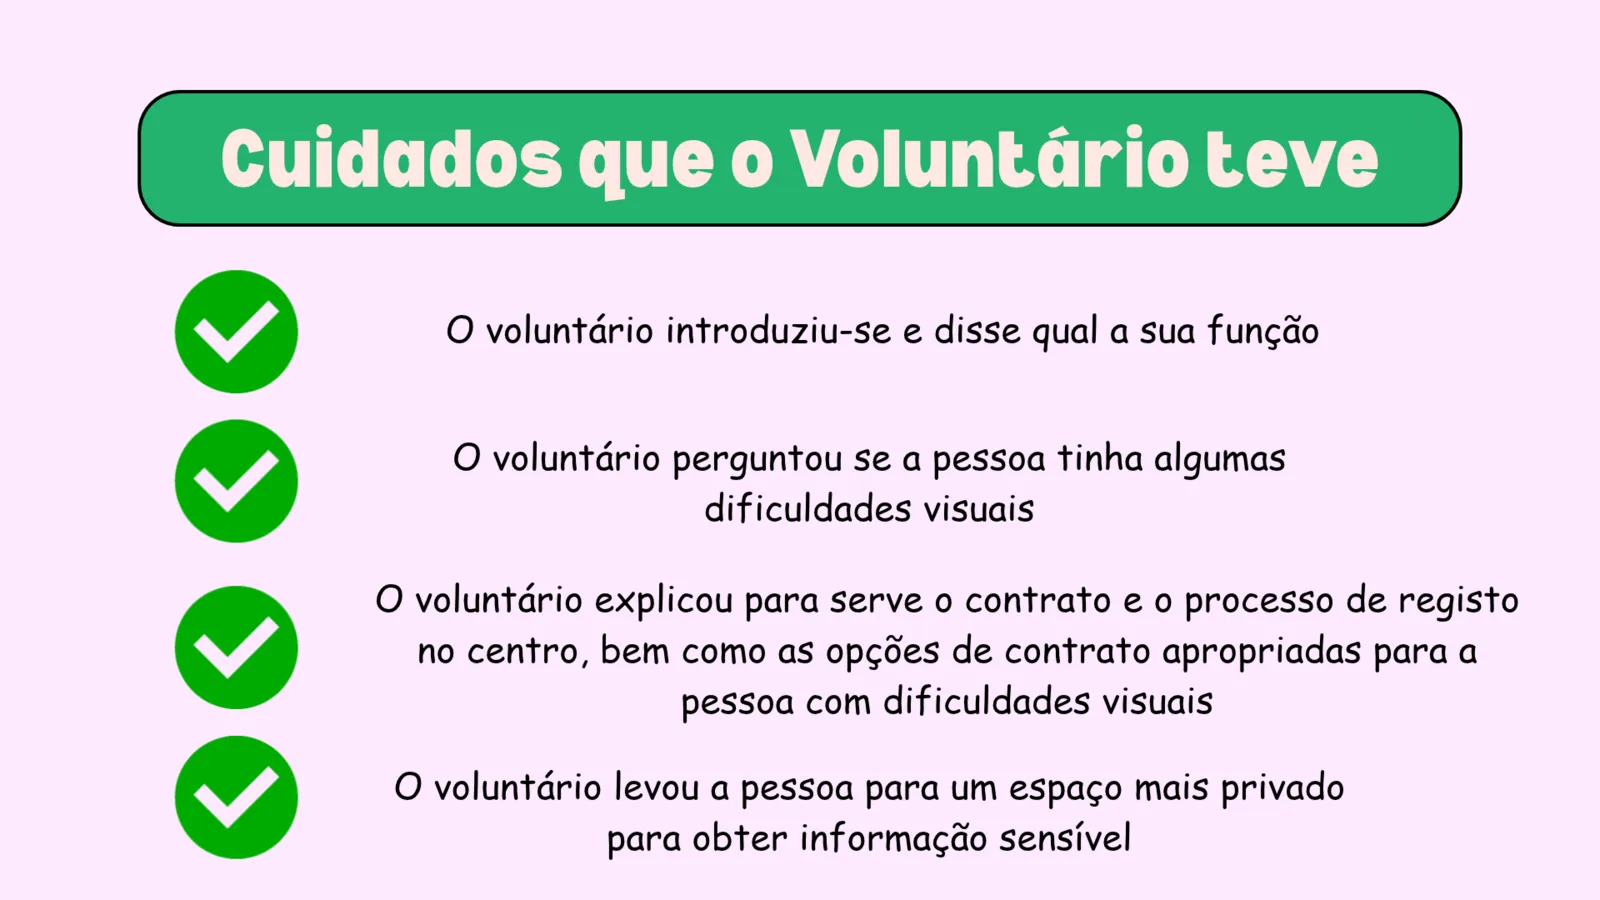 Cuidados que o Voluntário teve
O voluntário introduziu-se e disse qual a sua função
O voluntário perguntou se a pessoa tinha algumas
dificuldades visuais
O voluntário explicou para serve o contrato e o processo de registo
no centro, bem como as opções de contrato apropriadas para a
pessoa com dificuldades visuais
O voluntário levou a pessoa para um espaço mais privado
para obter informação sensível